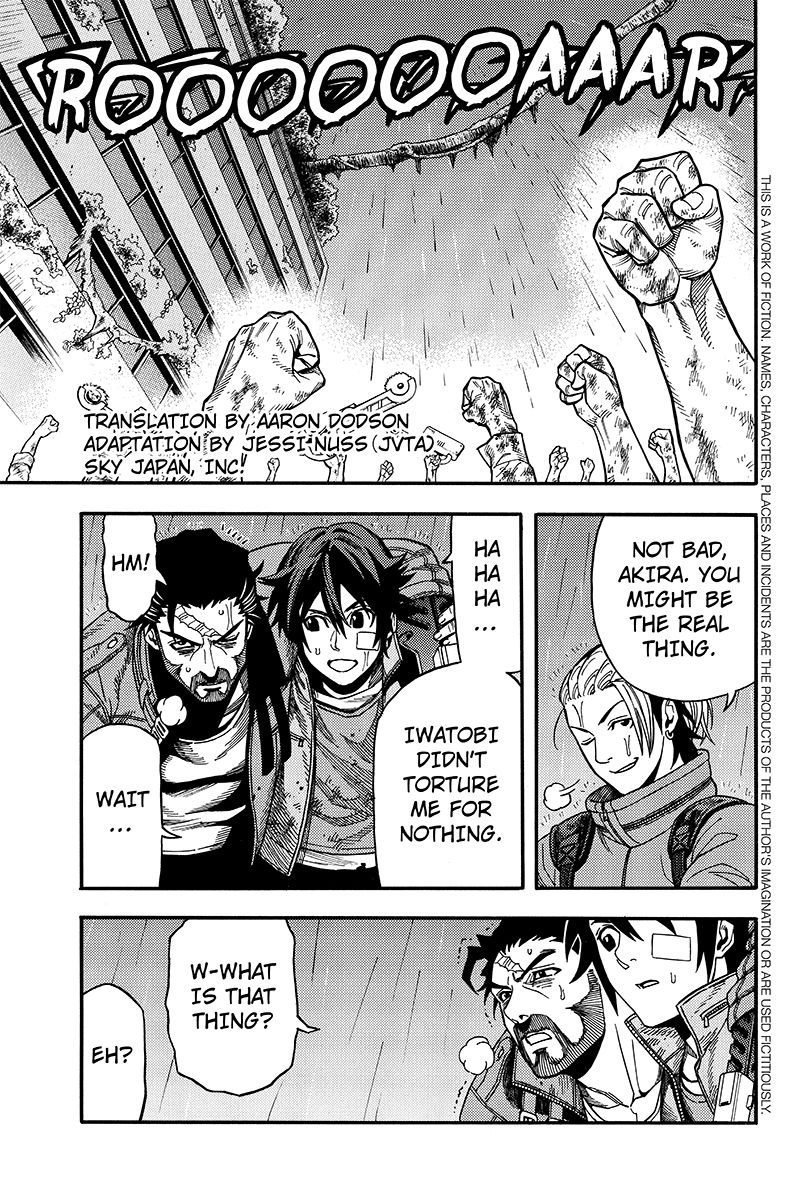 ROOOOOOOAAAR
TRANSLATION BY AARON DODSON
ADAPTATION BY JESSI NUSS (JVTA)
SKY JAPAN, INC.
THIS IS A WORK OF FICTION. NAMES, CHARACTERS, PLACES AND INCIDENTS ARE THE PRODUCTS OF THE AUTHOR'S IMAGINATION OR ARE USED FICTITIOUSLY.
NOT BAD,
AKIRA. YOU
MIGHT BE
THE REAL
THING.
HA
HA
HA
...
IWATOBI
DIDN'T
TORTURE
ME FOR
NOTHING.
HM!
WAIT
...
W-WHAT
IS THAT
THING?
EH?